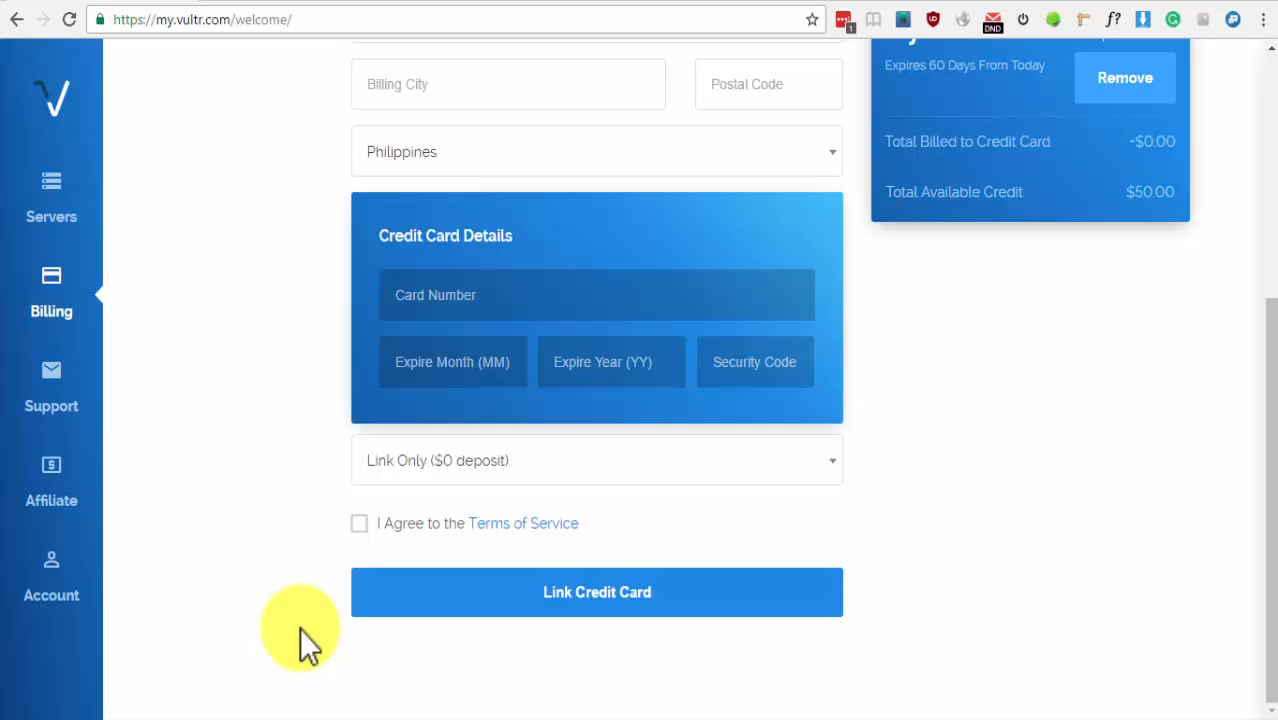 https://my.vultr.com/welcome/
1
DND
f?
Servers
Billing
Support
Affiliate
Account
Billing City
Postal Code
Philippines
Credit Card Details
Card Number
Expire Month (MM)
Expire Year (YY)
Security Code
Link Only ($0 deposit)
I Agree to the Terms of Service
Link Credit Card
Expires 60 Days From Today
Remove
Total Billed to Credit Card
-$0.00
Total Available Credit
$50.00